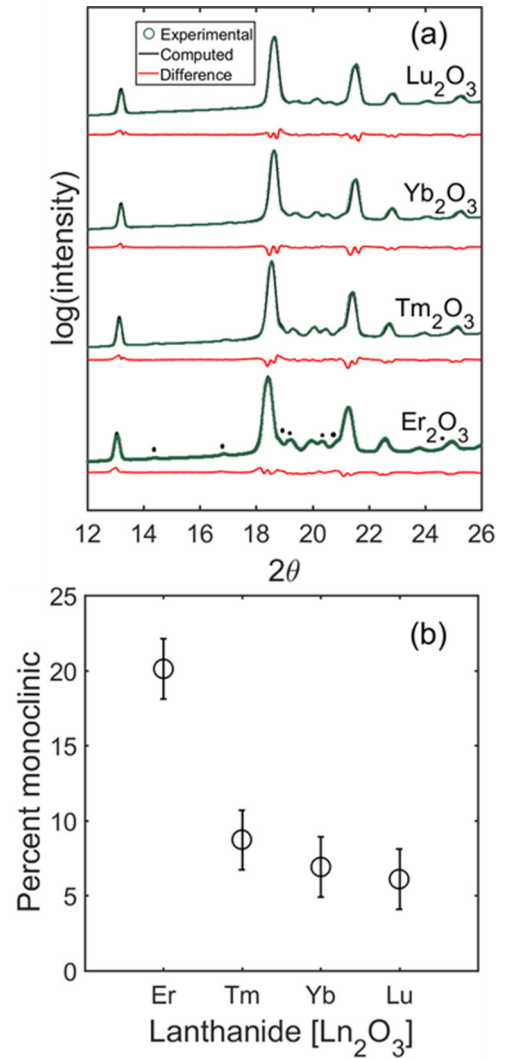 (a)
Experimental
Computed
Difference
Lu₂O₃
Yb₂O₃
Tm₂O₃
Er₂O₃
log(intensity)
12 14 16 18 20 22 24 26
2θ
(b)
25
20
15
10
5
0
Percent monoclinic
Er Tm Yb Lu
Lanthanide [Ln₂O₃]